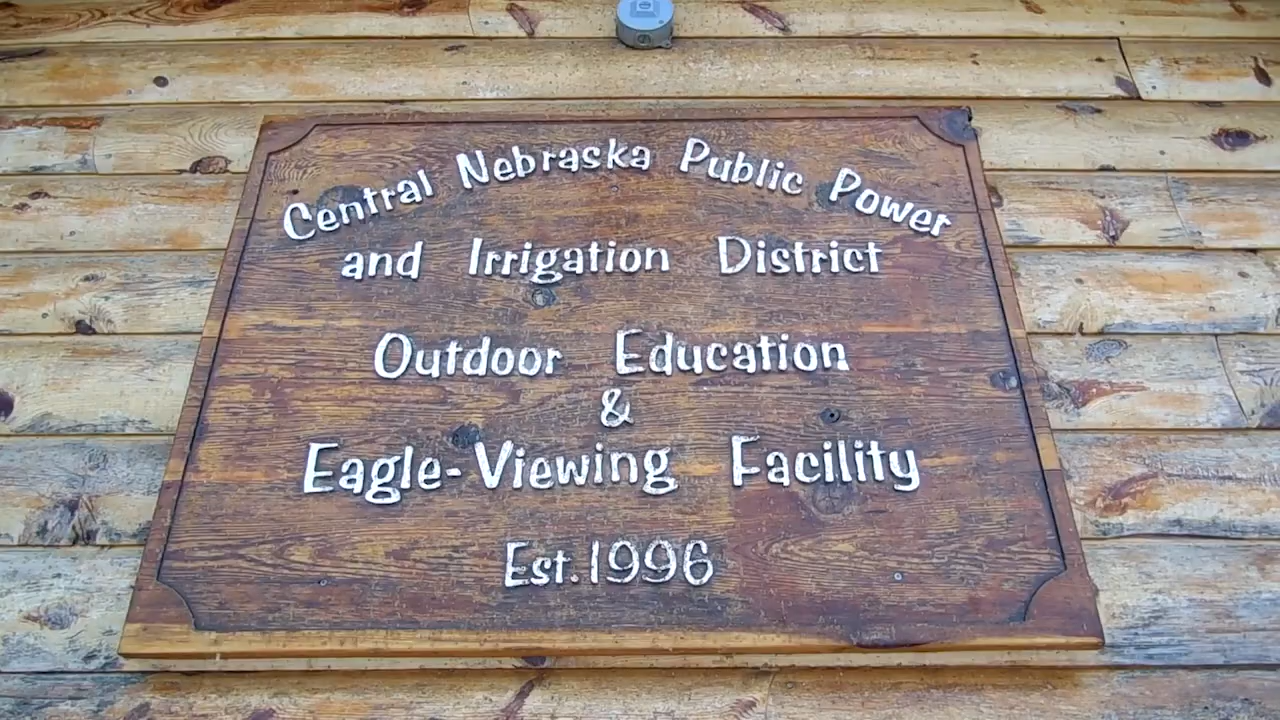 Central Nebraska Public Power
and Irrigation District
Outdoor Education
&
Eagle-Viewing Facility
Est. 1996